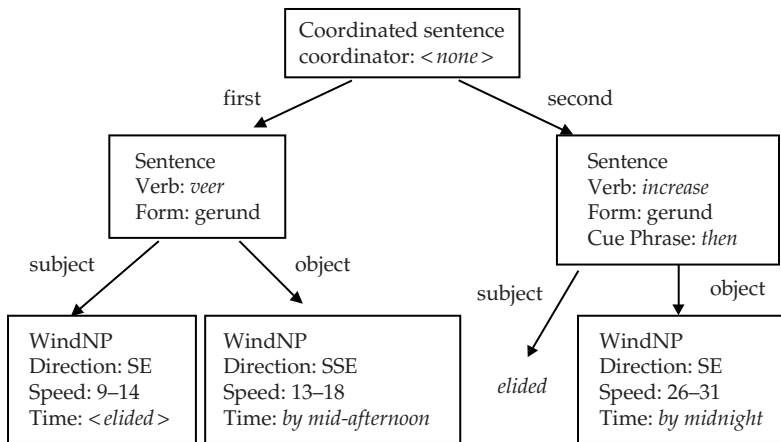 Coordinated sentence
coordinator: <none>
first
second
Sentence
Verb: veer
Form: gerund
Sentence
Verb: increase
Form: gerund
Cue Phrase: then
subject
object
subject
object
WindNP
Direction: SE
Speed: 9–14
Time: <elided>
WindNP
Direction: SSE
Speed: 13–18
Time: by mid-afternoon
elided
WindNP
Direction: SE
Speed: 26–31
Time: by midnight